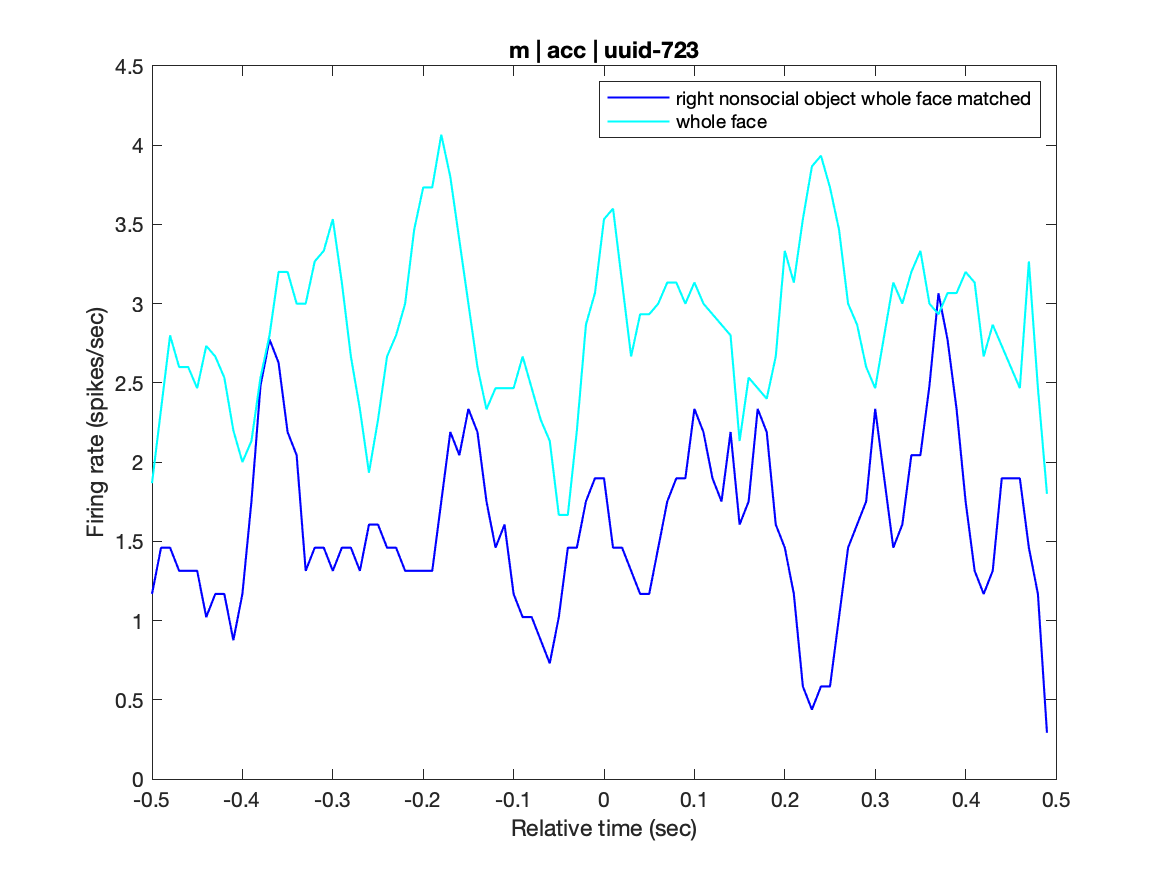 m | acc | uuid-723
4.5
4
3.5
3
2.5
2
1.5
1
0.5
0
Firing rate (spikes/sec)
right nonsocial object whole face matched
whole face
-0.5 -0.4 -0.3 -0.2 -0.1 0 0.1 0.2 0.3 0.4 0.5
Relative time (sec)